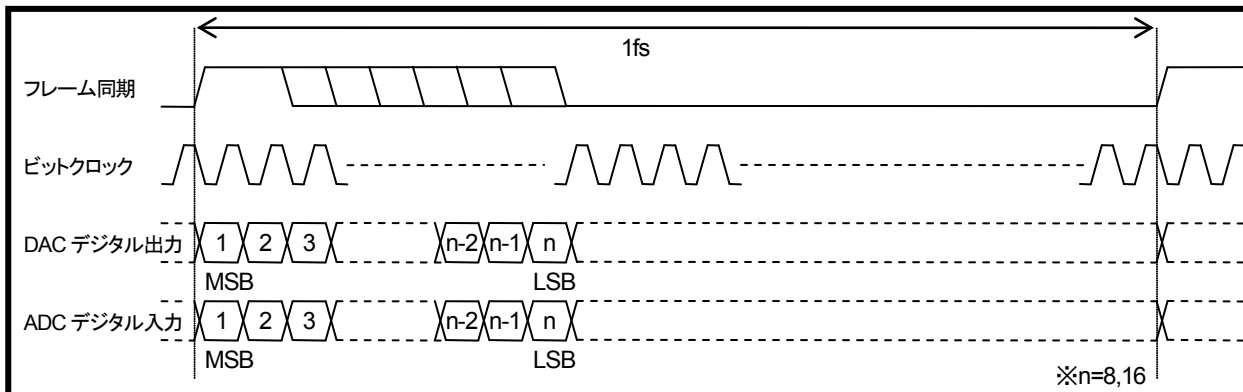 1fs
フレーム同期
ビットクロック
DAC デジタル出力 1 2 3 n-2 n-1 n
MSB LSB
ADC デジタル入力 1 2 3 n-2 n-1 n
MSB LSB
※n=8,16